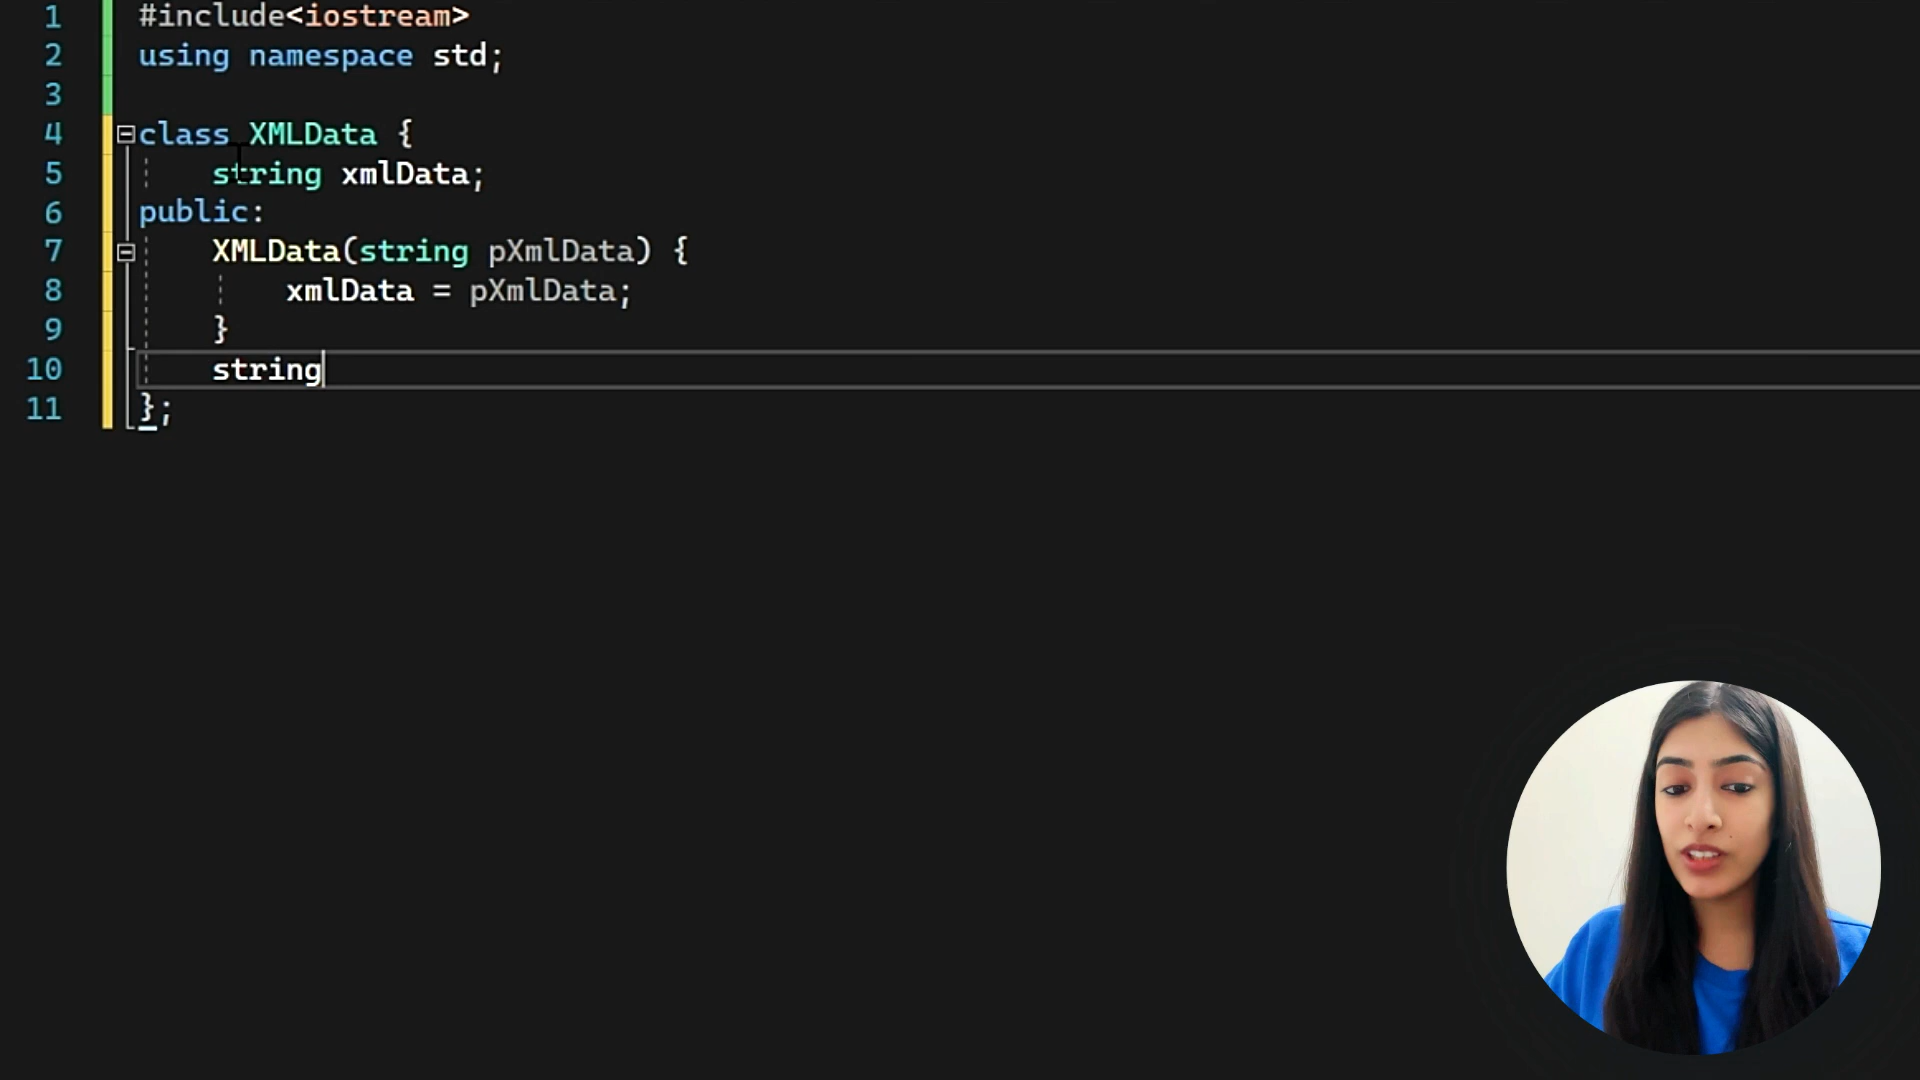 1 #include<iostream>
2 using namespace std;
3
4 class XMLData {
5 string xmlData;
6 public:
7 XMLData(string pXmlData) {
8 xmlData = pXmlData;
9 }
10 string
11 };